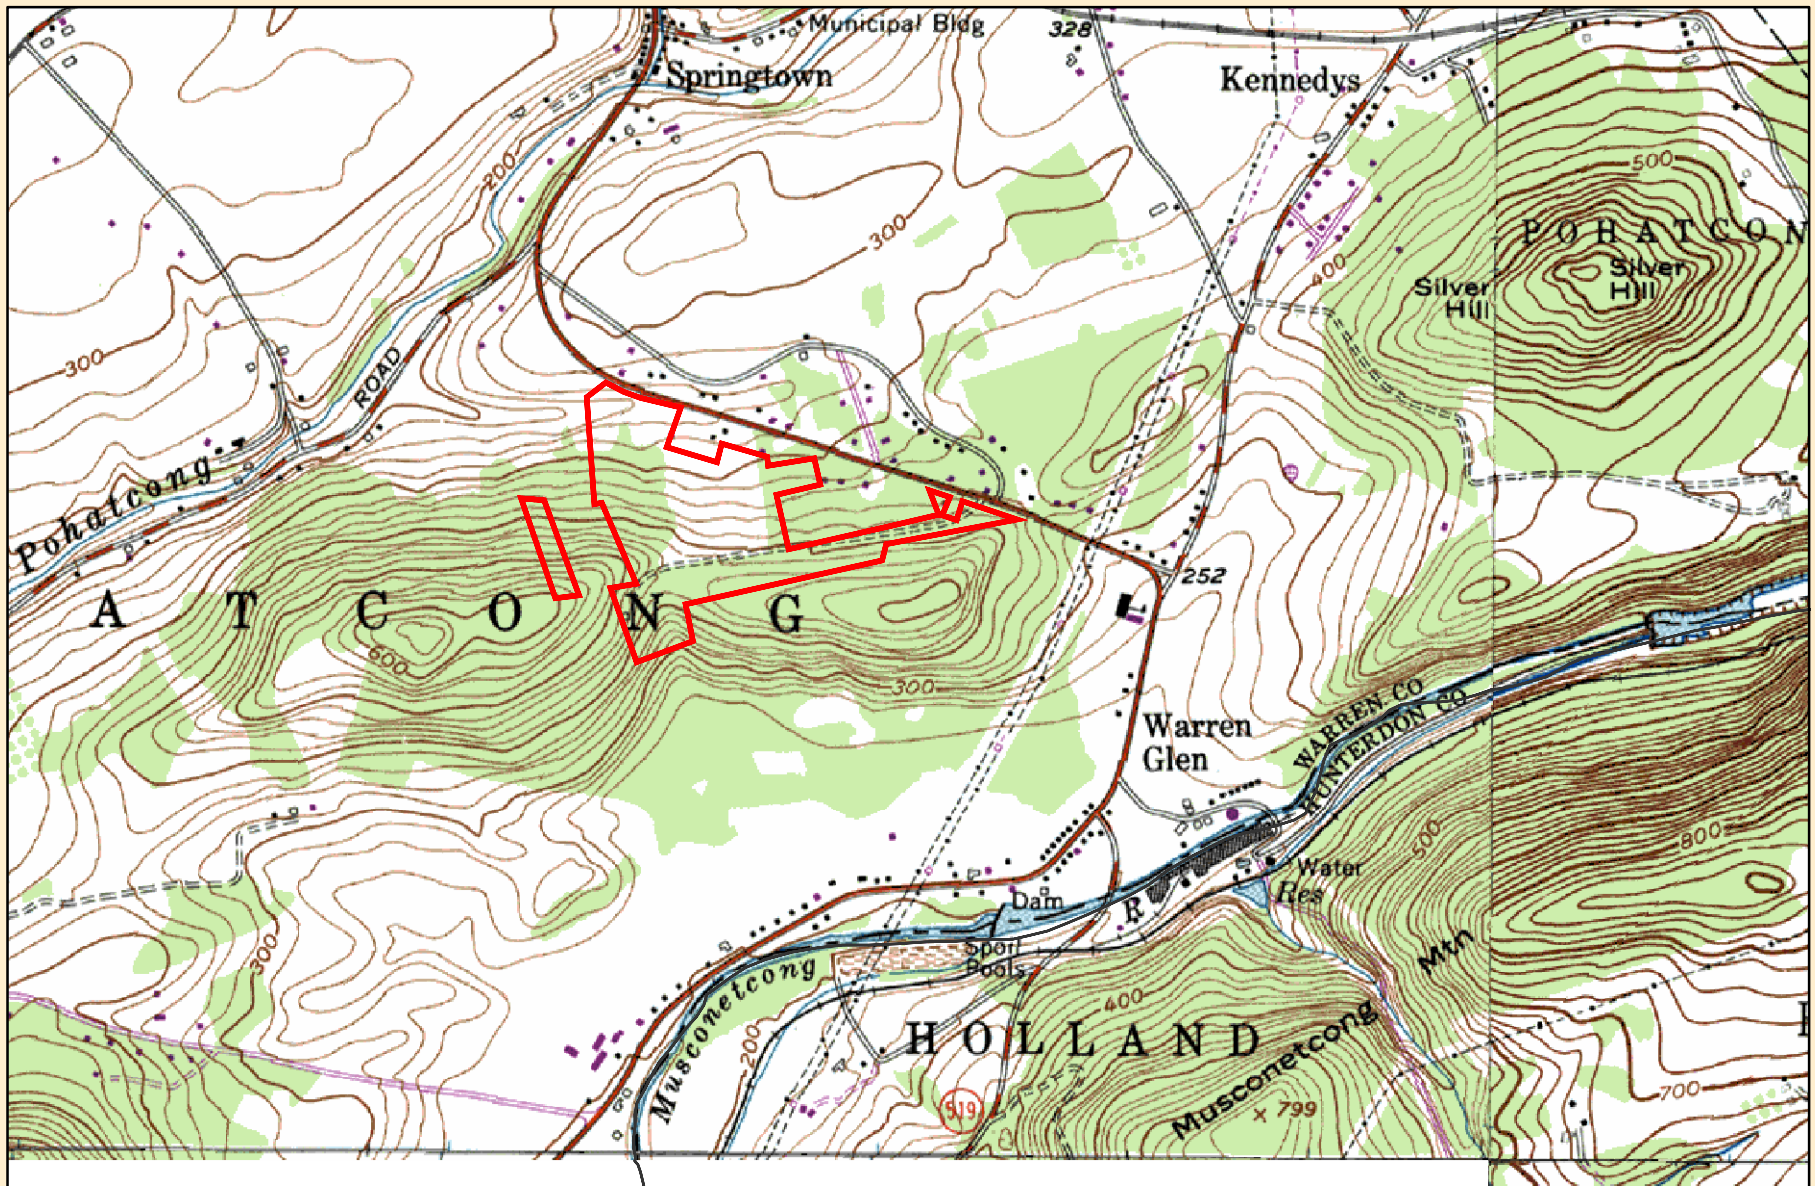 Municipal Bldg
328
Springtown
Kennedys
200
500
300
POHATCON
400
Silver
Hill
Silver
Hill
300
ROAD
Pohatcong
252
ATCONG
600
300
WARREN CO
HUNTERDON CO
Warren
Glen
500
800
Water
Res
Dam
R
300
Sport
Pools
Mtn
Musconetcong
400
200
HOLLAND
Musconetcong
700
519
x 799